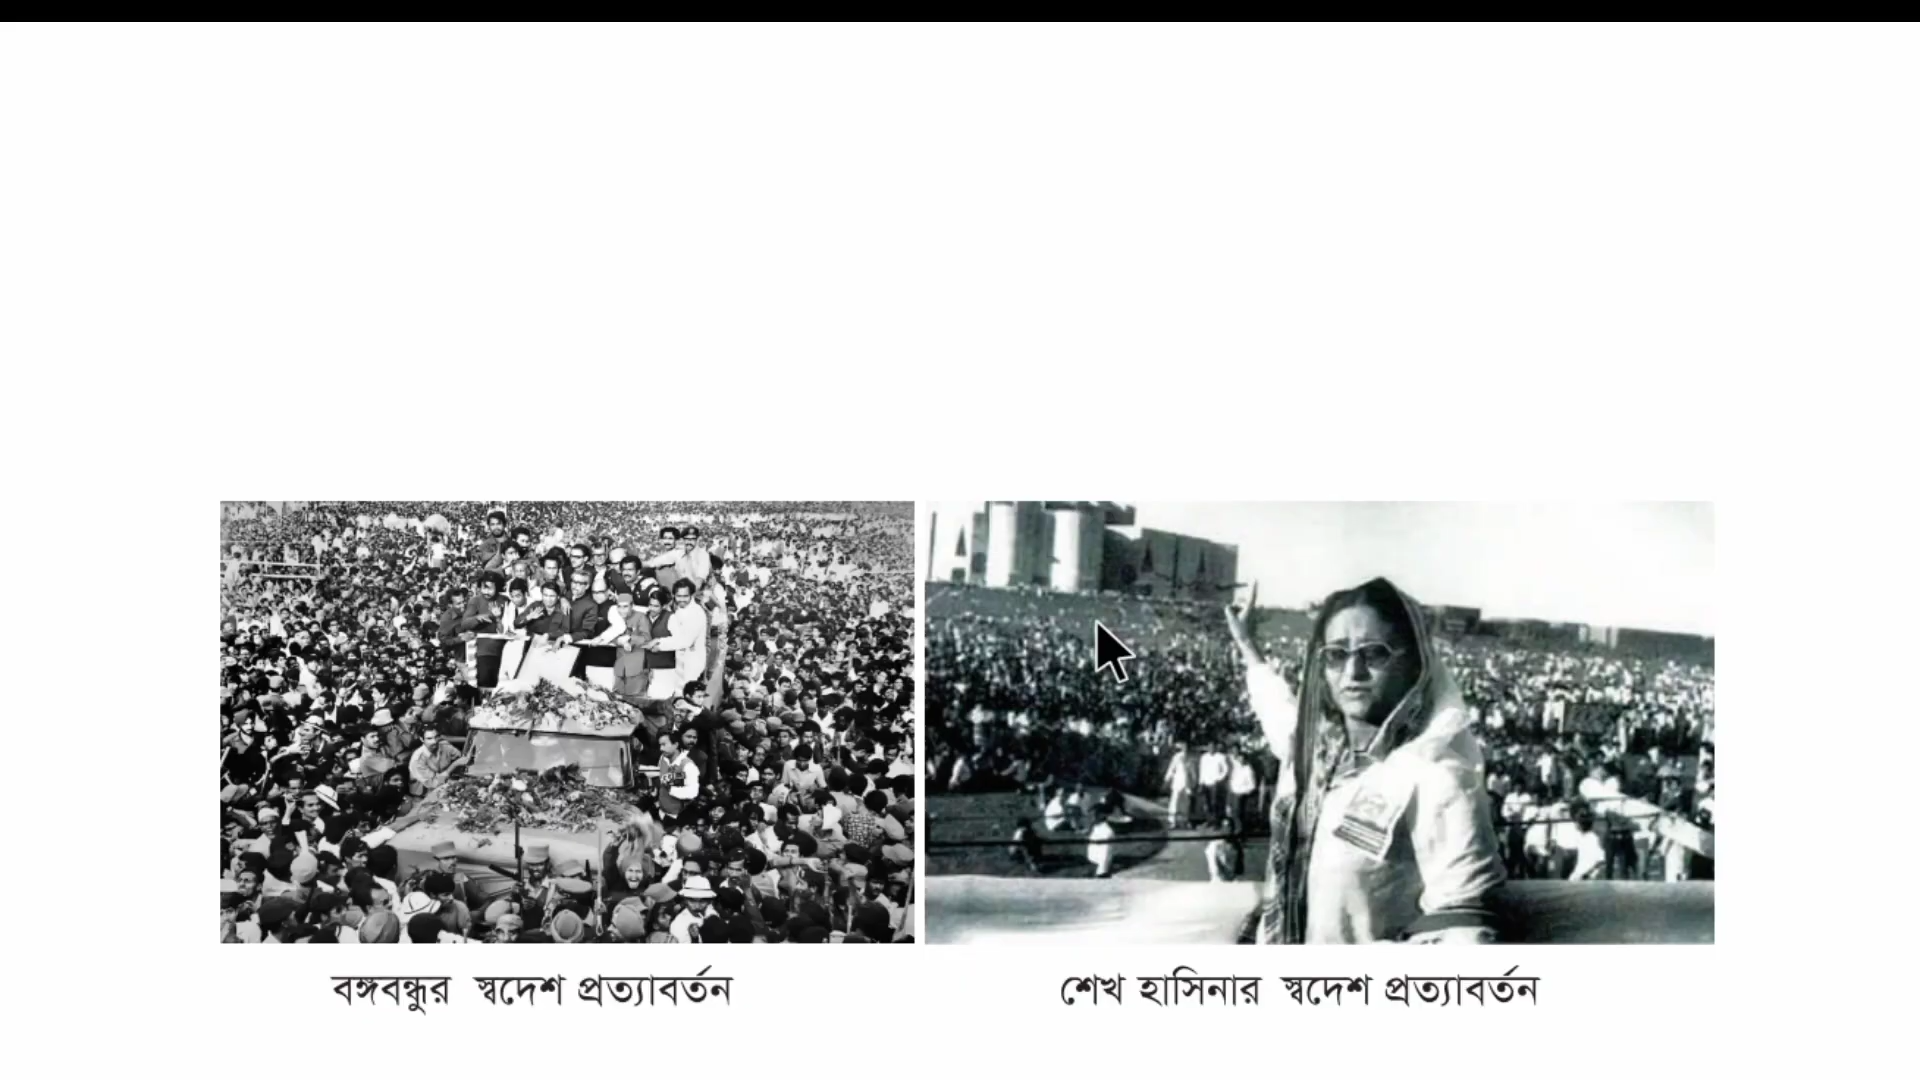 বঙ্গবন্ধুর স্বদেশ প্রত্যাবর্তন
শেখ হাসিনার স্বদেশ প্রত্যাবর্তন